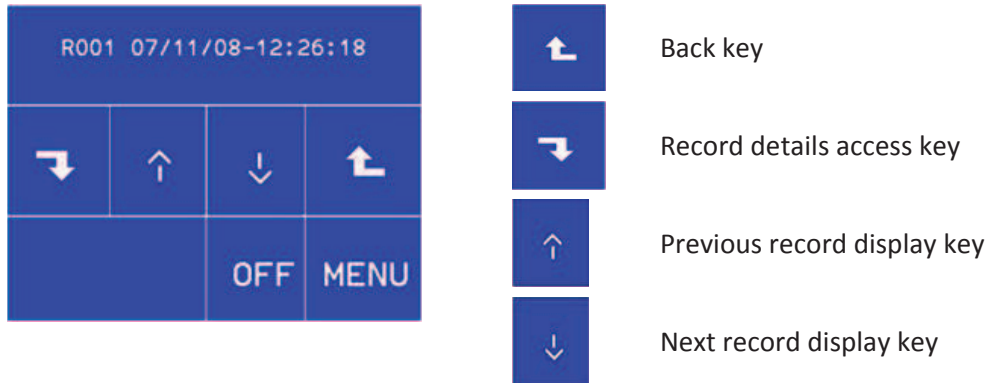 R001 07/11/08-12:26:18
OFF MENU
Back key
Record details access key
Previous record display key
Next record display key